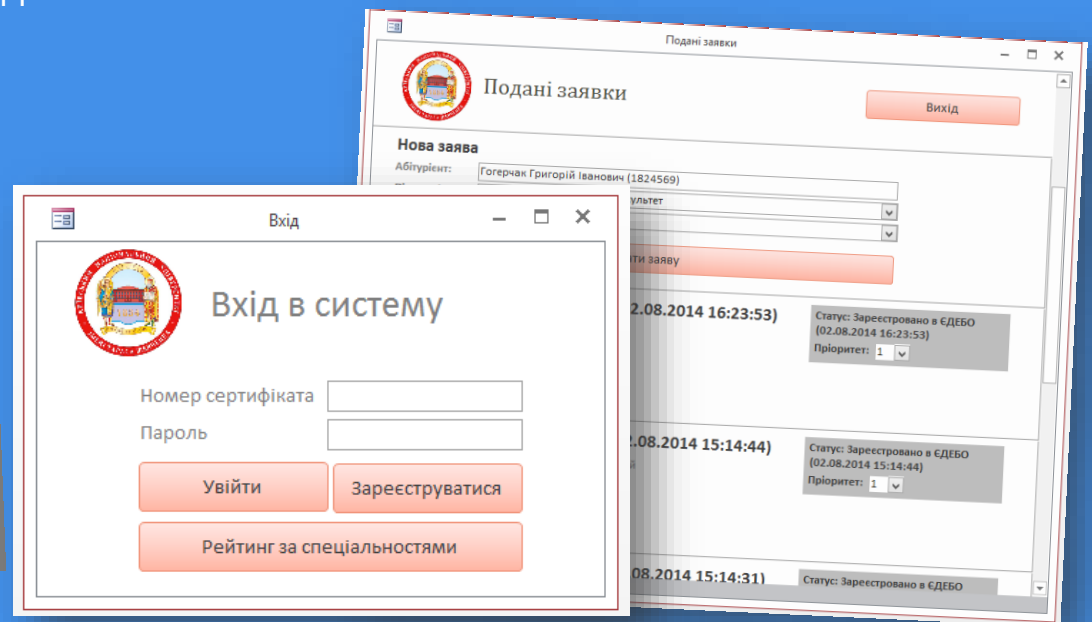 Подані заявки
Подані заявки
Вихід
Нова заява
Абітурієнт:
Гогерчак Григорій Іванович (1824569)
ультет
ти заяву
2.08.2014 16:23:53)
Статус: Зареєстровано в ЄДЕБО
(02.08.2014 16:23:53)
Пріоритет: 1
.08.2014 15:14:44)
Статус: Зареєстровано в ЄДЕБО
(02.08.2014 15:14:44)
Пріоритет: 1
08.2014 15:14:31)
Статус: Зареєстровано в ЄДЕБО
Вхід
Вхід в систему
Номер сертифіката
Пароль
Увійти
Зареєструватися
Рейтинг за спеціальностями